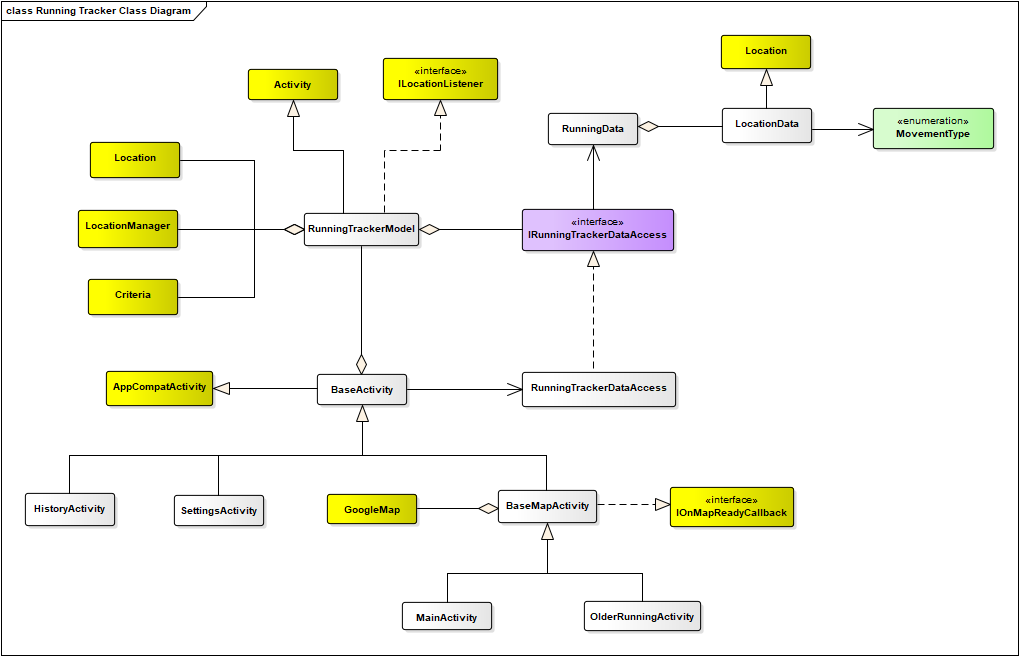 class Running Tracker Class Diagram
Location
Activity
«interface»
ILocationListener
RunningData
LocationData
«enumeration»
MovementType
Location
LocationManager
RunningTrackerModel
«interface»
IRunningTrackerDataAccess
Criteria
AppCompatActivity
BaseActivity
RunningTrackerDataAccess
HistoryActivity
SettingsActivity
GoogleMap
BaseMapActivity
«interface»
IOnMapReadyCallback
MainActivity
OlderRunningActivity